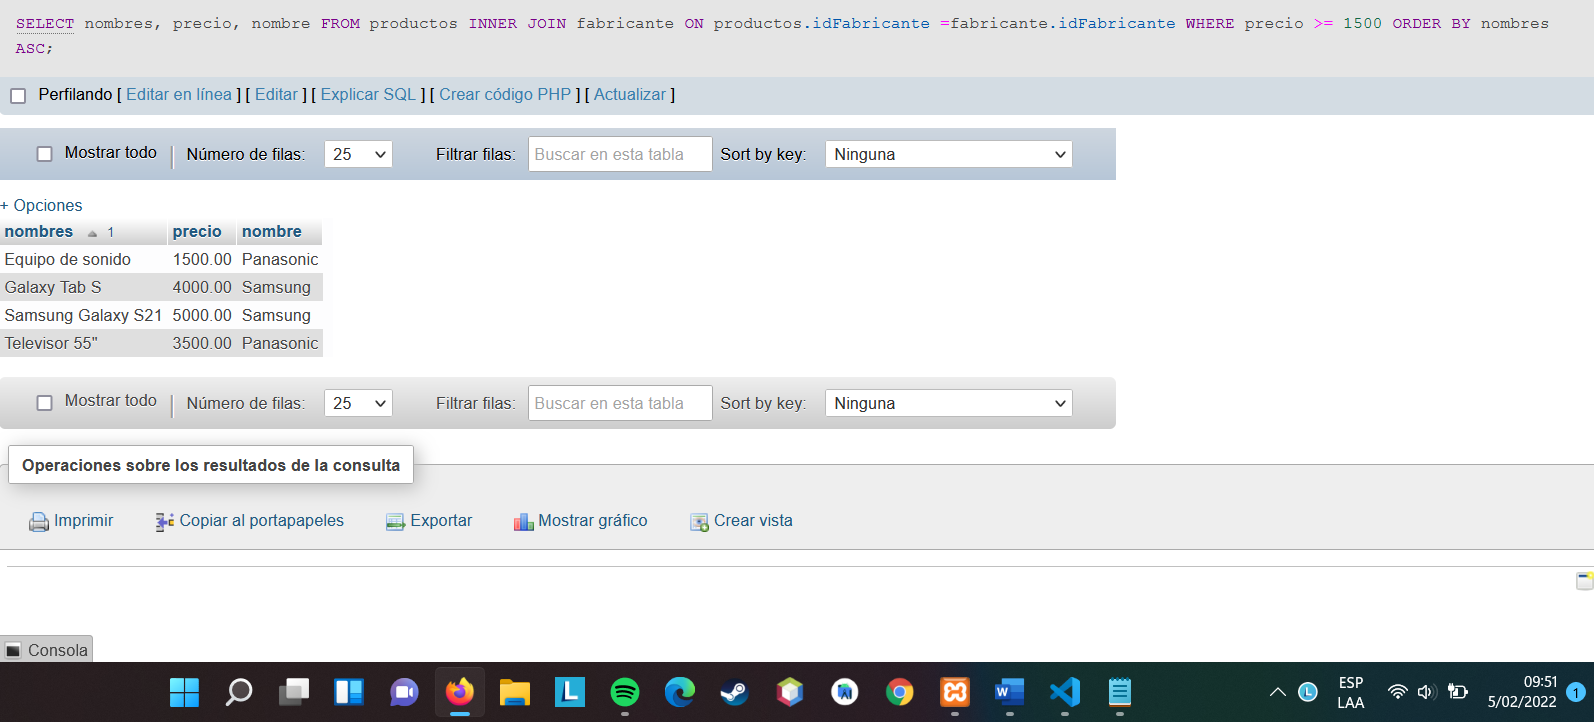 SELECT nombres, precio, nombre FROM productos INNER JOIN fabricante ON productos.idFabricante =fabricante.idFabricante WHERE precio >= 1500 ORDER BY nombres
ASC;
Perfilando [ Editar en línea ] [ Editar ] [ Explicar SQL ] [ Crear código PHP ] [ Actualizar ]
Mostrar todo | Número de filas: 25 Filtrar filas: Buscar en esta tabla Sort by key: Ninguna
+ Opciones
nombres 1 precio nombre
Equipo de sonido 1500.00 Panasonic
Galaxy Tab S 4000.00 Samsung
Samsung Galaxy S21 5000.00 Samsung
Televisor 55" 3500.00 Panasonic
Mostrar todo | Número de filas: 25 Filtrar filas: Buscar en esta tabla Sort by key: Ninguna
Operaciones sobre los resultados de la consulta
Imprimir Copiar al portapapeles Exportar Mostrar gráfico Crear vista
Consola
ESP 09:51
LAA 5/02/2022 1